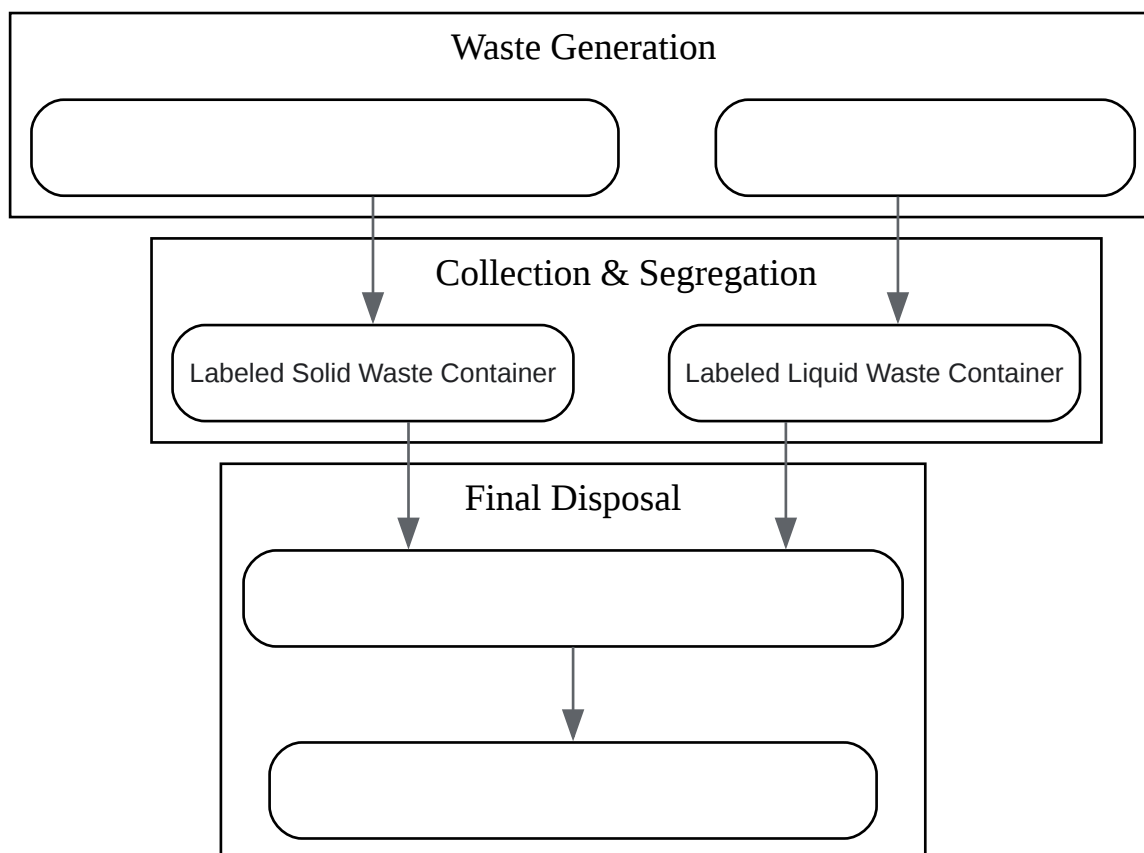 Waste Generation
Collection & Segregation
Labeled Solid Waste Container
Labeled Liquid Waste Container
Final Disposal